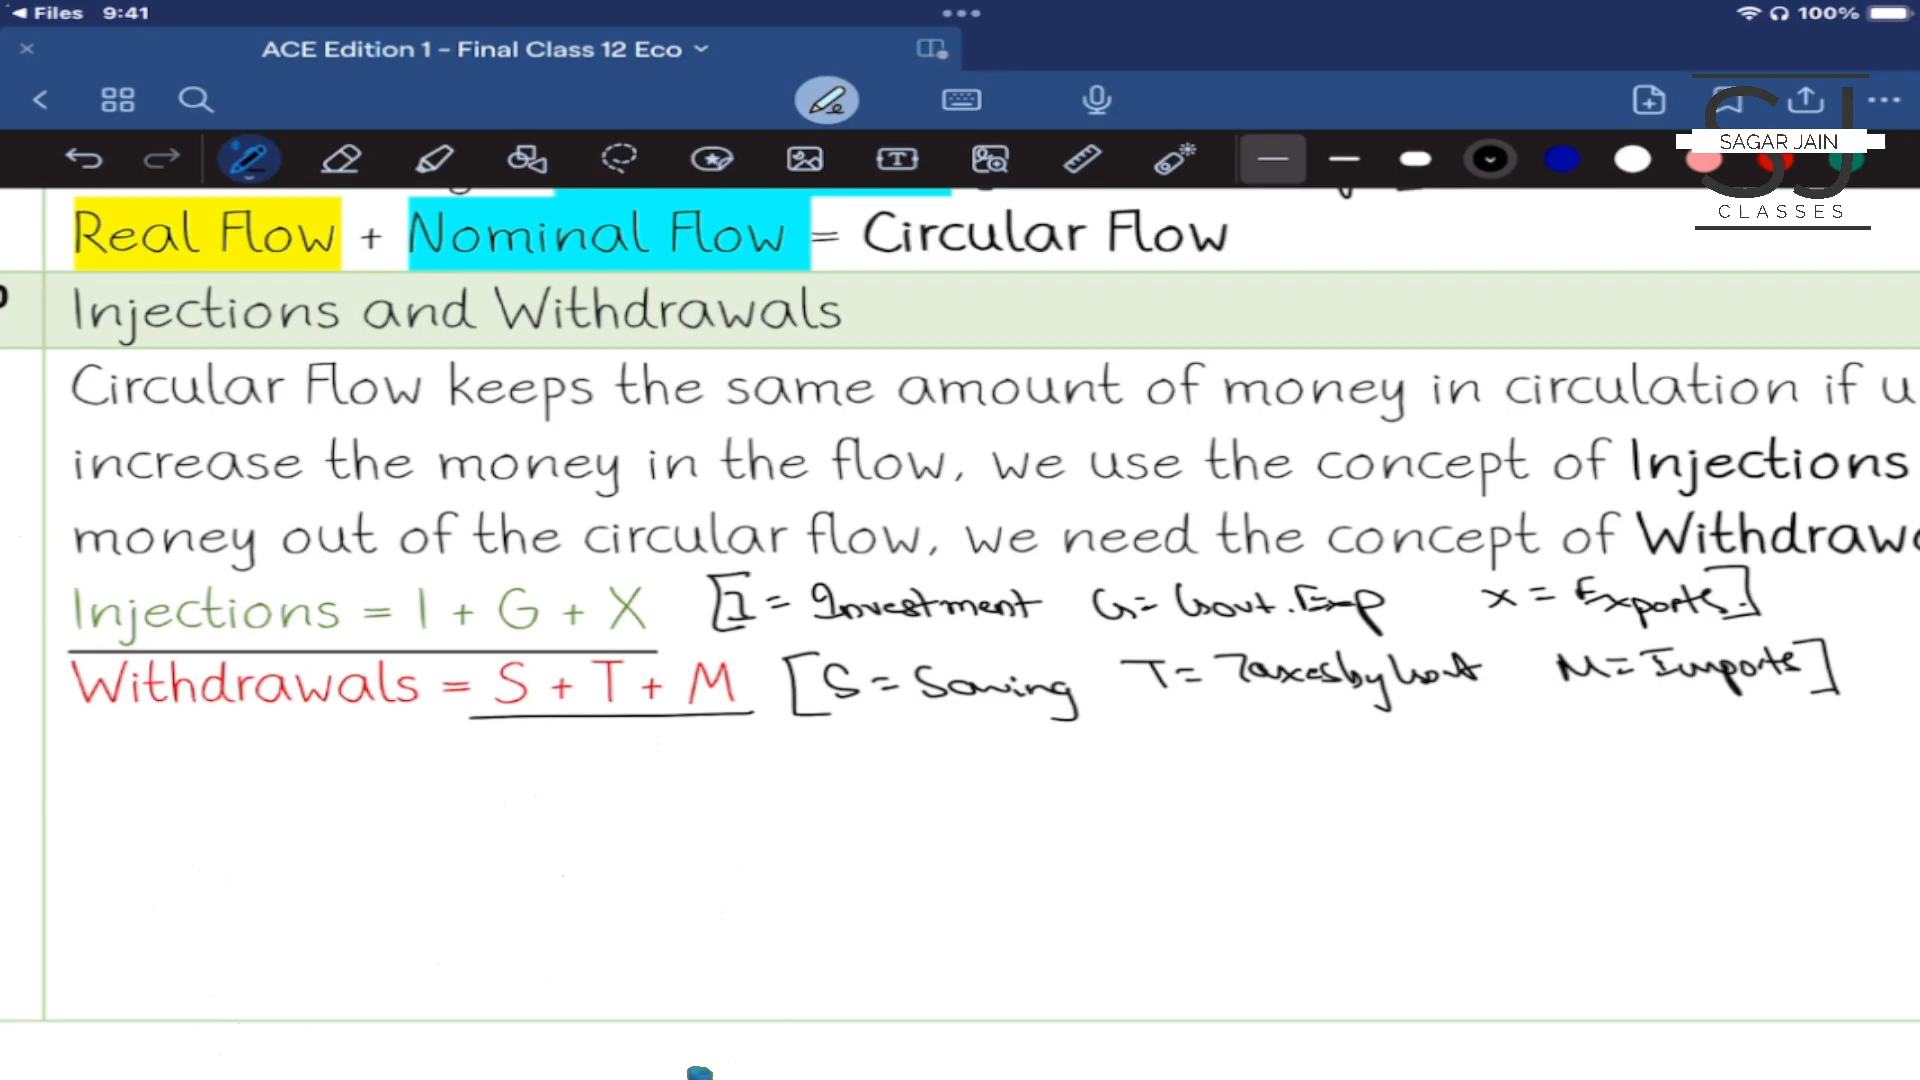 Files 9:41 100%
ACE Edition 1 - Final Class 12 Eco
SAGAR JAIN
CLASSES
Real Flow + Nominal Flow = Circular Flow
Injections and Withdrawals
Circular Flow keeps the same amount of money in circulation if u
increase the money in the flow, we use the concept of Injections
money out of the circular flow, we need the concept of Withdraw
Injections = I + G + X [I = Investment G = Govt. Exp X = Exports.]
Withdrawals = S + T + M [S = Saving T = Taxes by Govt M = Imports]